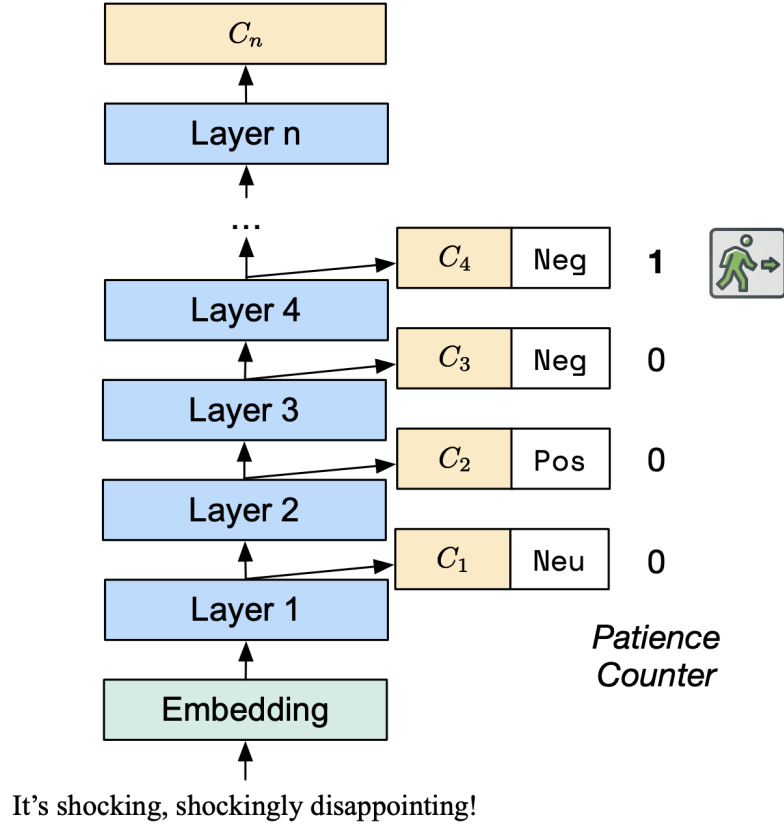 Cₙ
Layer n
...
C₄ Neg 1
Layer 4
C₃ Neg 0
Layer 3
C₂ Pos 0
Layer 2
C₁ Neu 0
Layer 1
Patience
Counter
Embedding
It's shocking, shockingly disappointing!